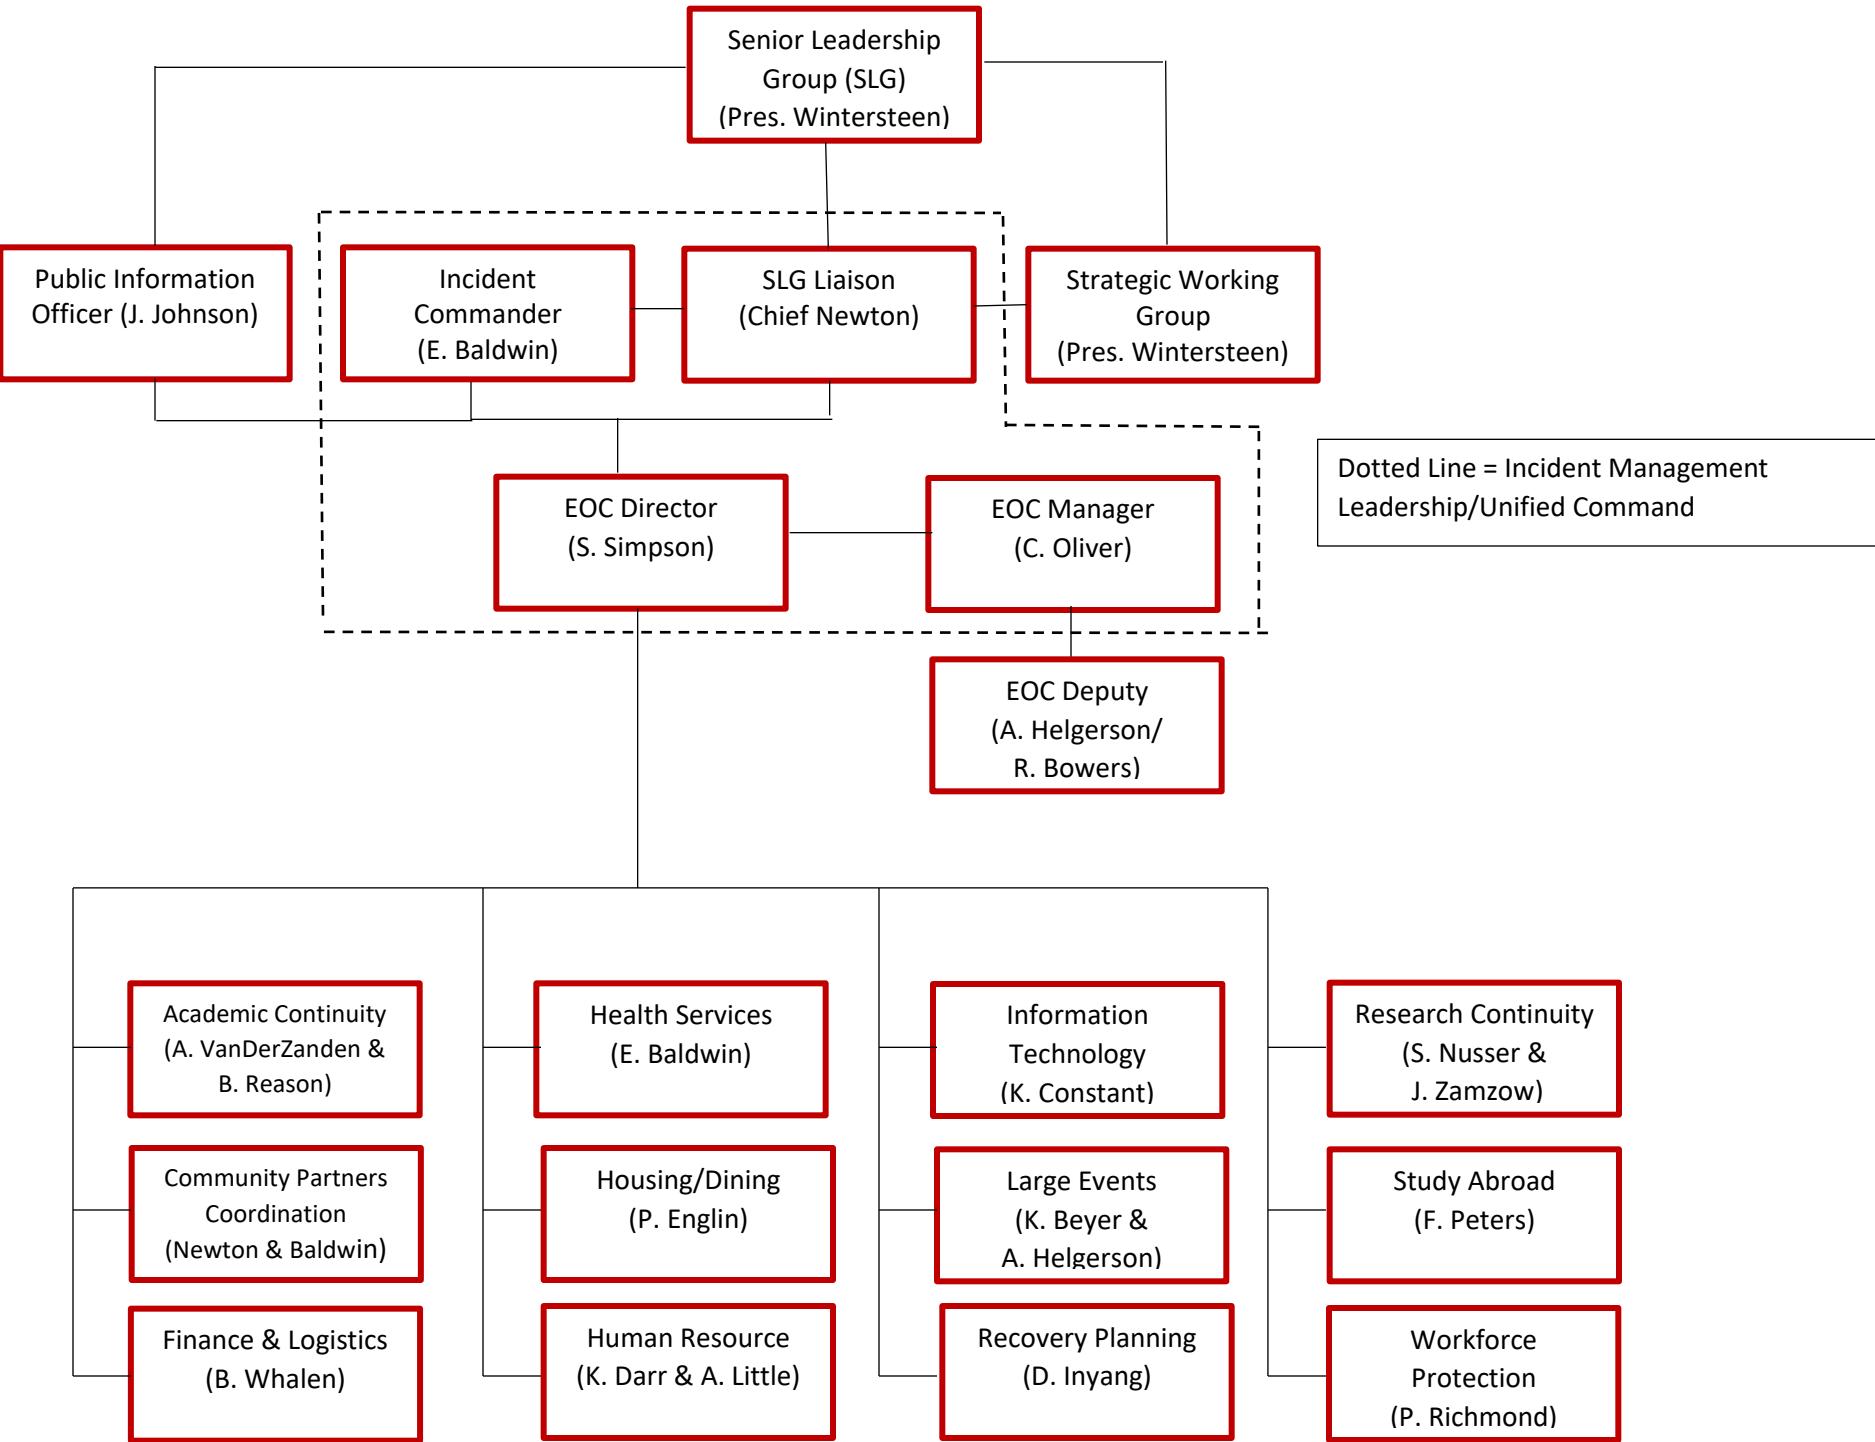 Senior Leadership
Group (SLG)
(Pres. Wintersteen)
Public Information
Officer (J. Johnson)
Incident
Commander
(E. Baldwin)
SLG Liaison
(Chief Newton)
Strategic Working
Group
(Pres. Wintersteen)
Dotted Line = Incident Management
Leadership/Unified Command
EOC Director
(S. Simpson)
EOC Manager
(C. Oliver)
EOC Deputy
(A. Helgerson/
R. Bowers)
Academic Continuity
(A. VanDerZanden &
B. Reason)
Health Services
(E. Baldwin)
Information
Technology
(K. Constant)
Research Continuity
(S. Nusser &
J. Zamzow)
Community Partners
Coordination
(Newton & Baldwin)
Housing/Dining
(P. Englin)
Large Events
(K. Beyer &
A. Helgerson)
Study Abroad
(F. Peters)
Finance & Logistics
(B. Whalen)
Human Resource
(K. Darr & A. Little)
Recovery Planning
(D. Inyang)
Workforce
Protection
(P. Richmond)